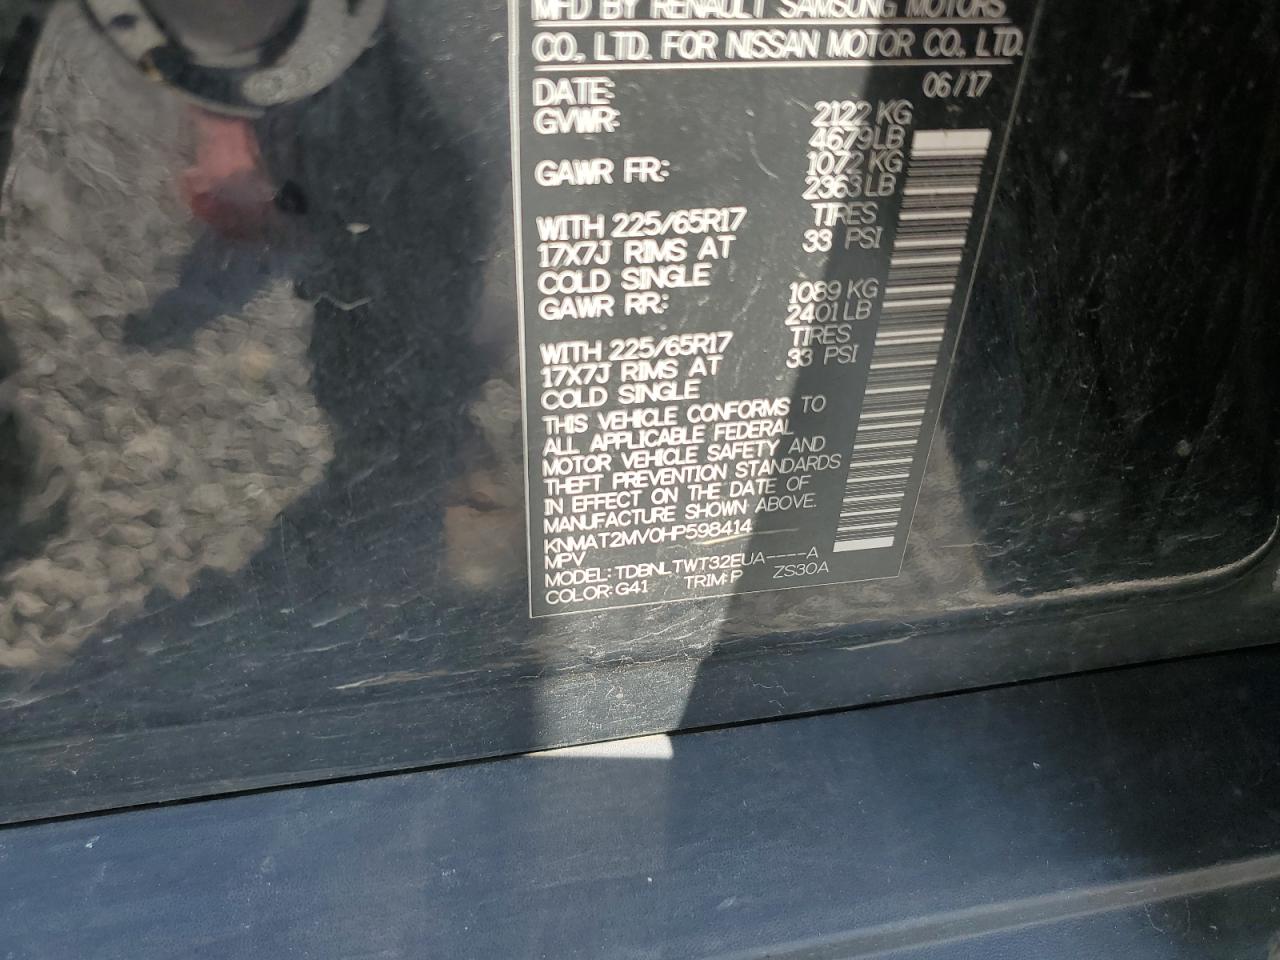 MFD BY RENAULT SAMSUNG MOTORS
CO., LTD. FOR NISSAN MOTOR CO., LTD.
DATE: 06/17
GVWR: 2122 KG
4679 LB
GAWR FR: 1072 KG
2363 LB
WITH 225/65R17 TIRES
17X7J RIMS AT 33 PSI
COLD SINGLE
GAWR RR: 1089 KG
2401 LB
WITH 225/65R17 TIRES
17X7J RIMS AT 33 PSI
COLD SINGLE
THIS VEHICLE CONFORMS TO
ALL APPLICABLE FEDERAL
MOTOR VEHICLE SAFETY AND
THEFT PREVENTION STANDARDS
IN EFFECT ON THE DATE OF
MANUFACTURE SHOWN ABOVE.
KNMAT2MV0HP598414
MPV
MODEL: TDBNLTWT32EUA----A
COLOR: G41 TRIM: P ZS30A